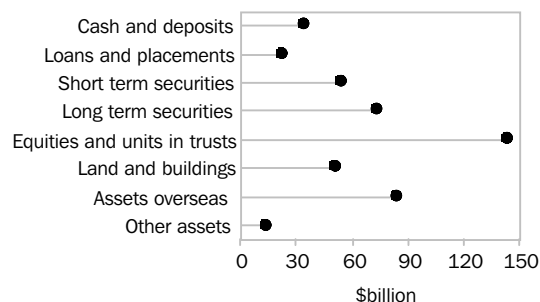 Cash and deposits
Loans and placements
Short term securities
Long term securities
Equities and units in trusts
Land and buildings
Assets overseas
Other assets
0 30 60 90 120 150
$billion